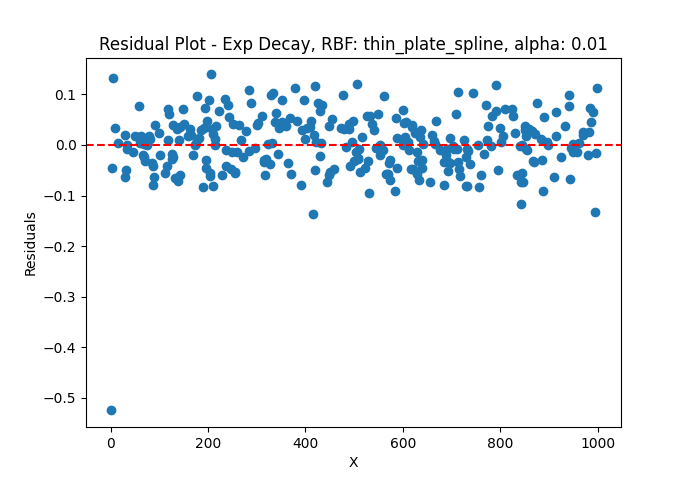 Residual Plot - Exp Decay, RBF: thin_plate_spline, alpha: 0.01
Residuals
0.1
0.0
−0.1
−0.2
−0.3
−0.4
−0.5
0 200 400 600 800 1000
X